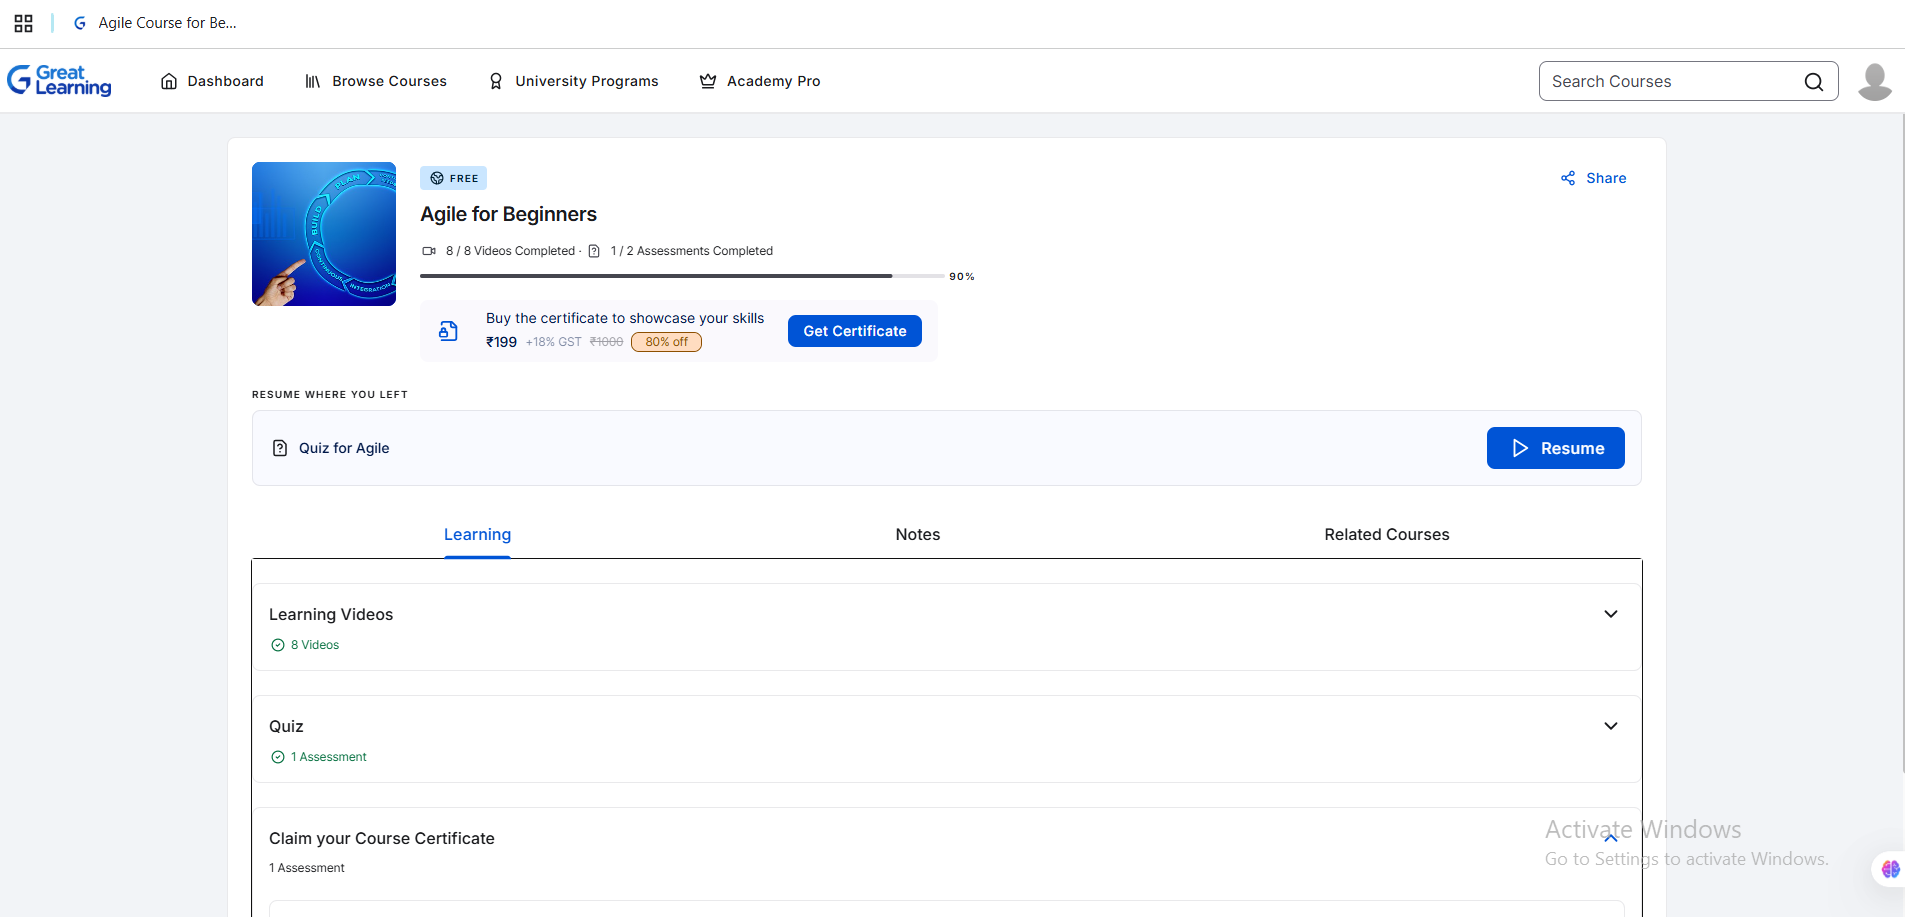 Agile Course for Be...
Great Learning
Dashboard
Browse Courses
University Programs
Academy Pro
Search Courses
PLAN
BUILD
CONTINUOUS
INTEGRATION
FREE
Share
Agile for Beginners
8 / 8 Videos Completed · 1 / 2 Assessments Completed
90%
Buy the certificate to showcase your skills
₹199 +18% GST ₹1000 80% off
Get Certificate
RESUME WHERE YOU LEFT
Quiz for Agile
Resume
Learning
Notes
Related Courses
Learning Videos
8 Videos
Quiz
1 Assessment
Claim your Course Certificate
1 Assessment
Activate Windows
Go to Settings to activate Windows.